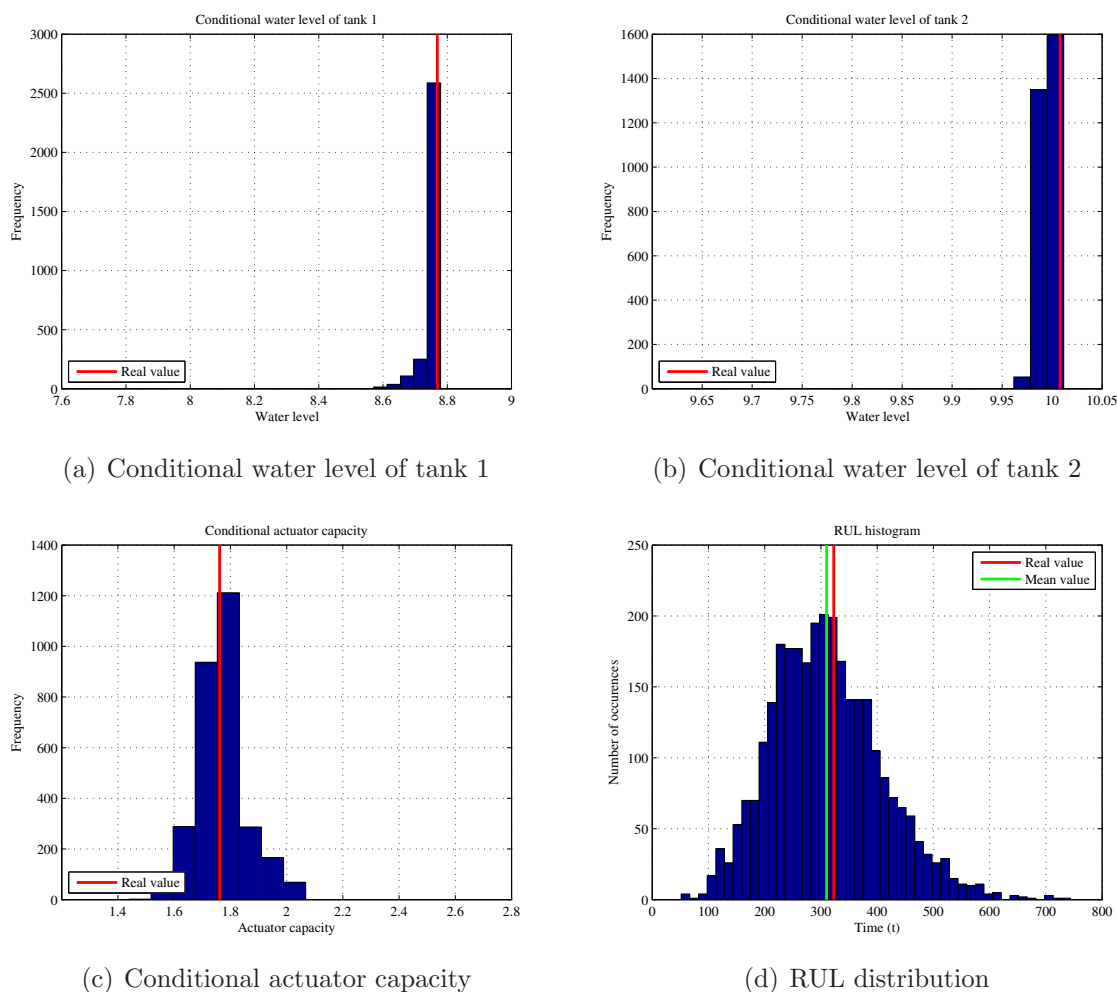 Conditional water level of tank 1
3000
2500
2000
1500
1000
500
0
Frequency
Real value
7.6 7.8 8 8.2 8.4 8.6 8.8 9
Water level
(a) Conditional water level of tank 1
Conditional water level of tank 2
1600
1400
1200
1000
800
600
400
200
0
Frequency
Real value
9.65 9.7 9.75 9.8 9.85 9.9 9.95 10 10.05
Water level
(b) Conditional water level of tank 2
Conditional actuator capacity
1400
1200
1000
800
600
400
200
0
Frequency
Real value
1.4 1.6 1.8 2 2.2 2.4 2.6 2.8
Actuator capacity
(c) Conditional actuator capacity
RUL histogram
250
200
150
100
50
0
Number of occurences
Real value
Mean value
0 100 200 300 400 500 600 700 800
Time (t)
(d) RUL distribution